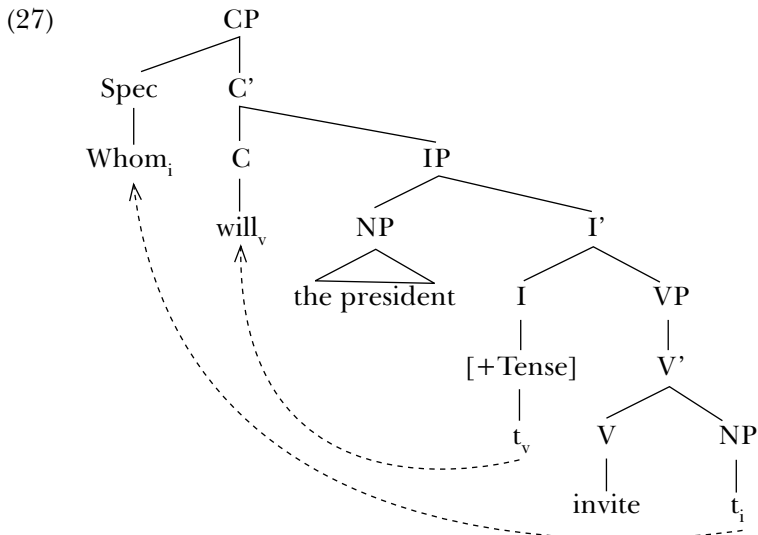 (27) CP
Spec C'
Whomi C IP
willv NP I'
the president I VP
[+Tense] V'
tv V NP
invite ti